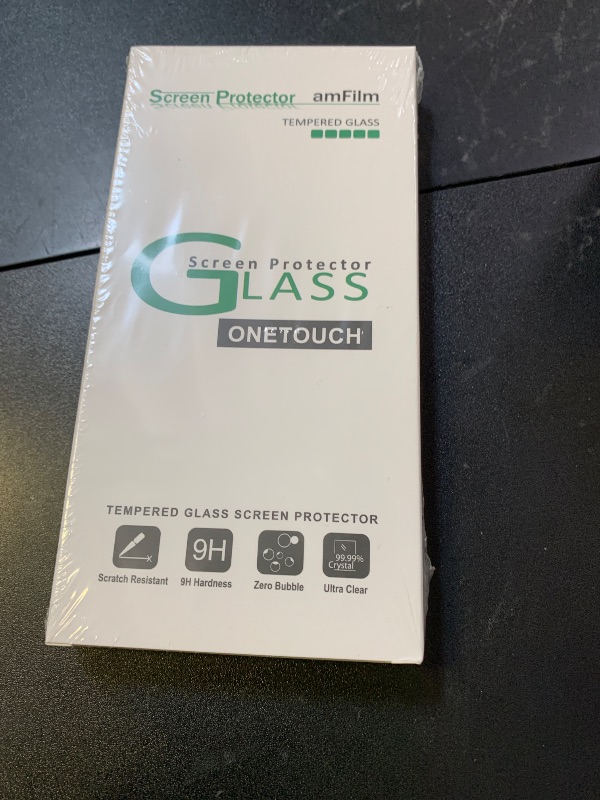 Screen Protector amFilm
TEMPERED GLASS
Screen Protector
GLASS
ONETOUCH
TEMPERED GLASS SCREEN PROTECTOR
9H
99.99%
Crystal
Scratch Resistant 9H Hardness Zero Bubble Ultra Clear